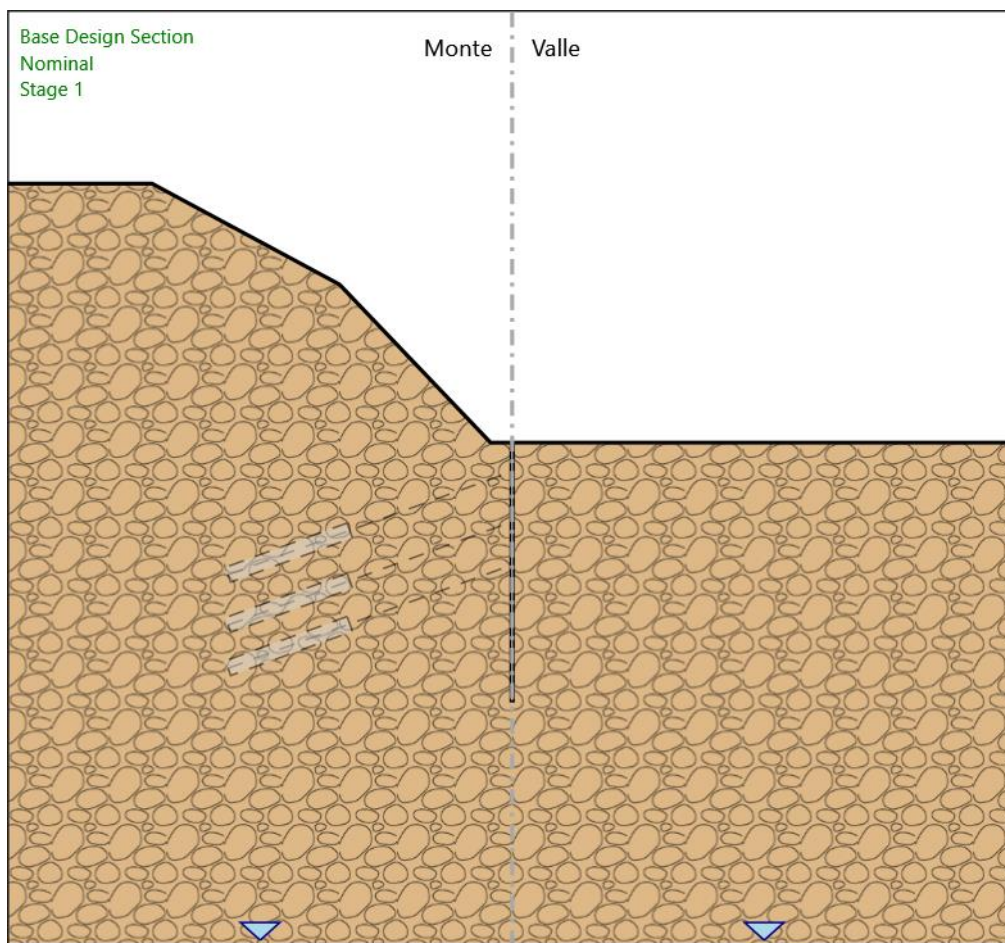 Base Design Section
Nominal
Stage 1
Monte
Valle